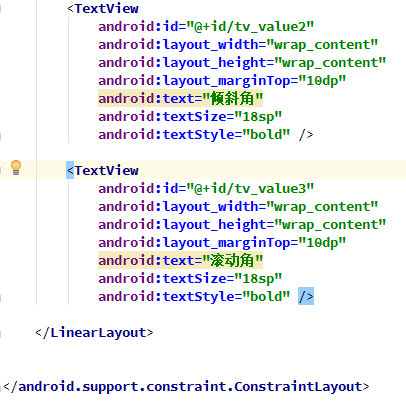 <TextView
android:id="@+id/tv_value2"
android:layout_width="wrap_content"
android:layout_height="wrap_content"
android:layout_marginTop="10dp"
android:text="倾斜角"
android:textSize="18sp"
android:textStyle="bold" />
<TextView
android:id="@+id/tv_value3"
android:layout_width="wrap_content"
android:layout_height="wrap_content"
android:layout_marginTop="10dp"
android:text="滚动角"
android:textSize="18sp"
android:textStyle="bold" />
</LinearLayout>
</android.support.constraint.ConstraintLayout>